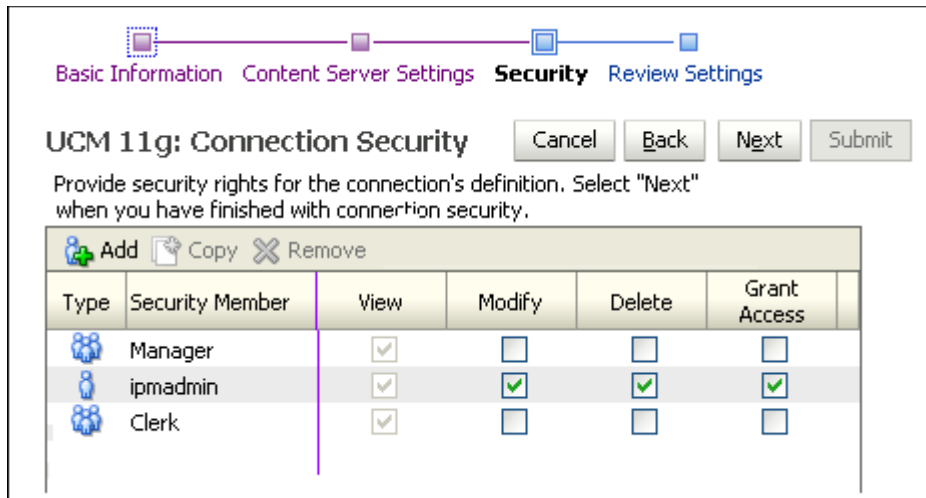 Basic Information Content Server Settings Security Review Settings
UCM 11g: Connection Security Cancel Back Next Submit
Provide security rights for the connection's definition. Select "Next"
when you have finished with connection security.
Add Copy Remove
Type Security Member View Modify Delete Grant Access
Manager
ipmadmin
Clerk